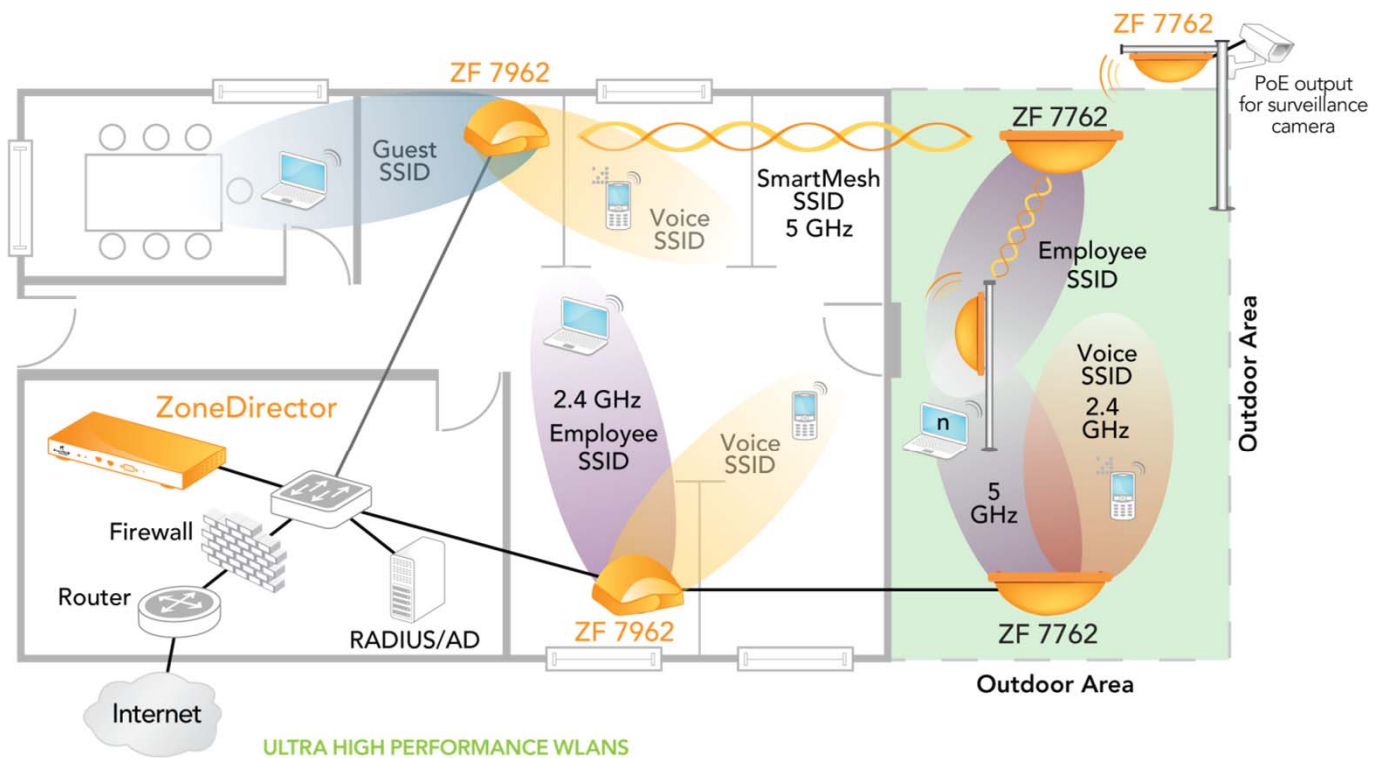 ZF 7762
PoE output
for surveillance
camera
ZF 7962
ZF 7762
Guest
SSID
Voice
SSID
SmartMesh
SSID
5 GHz
Employee
SSID
Outdoor Area
ZoneDirector
2.4 GHz
Employee
SSID
Voice
SSID
Voice
SSID
2.4
GHz
n
5
GHz
Firewall
Router
RADIUS/AD
ZF 7962
ZF 7762
Outdoor Area
Internet
ULTRA HIGH PERFORMANCE WLANS